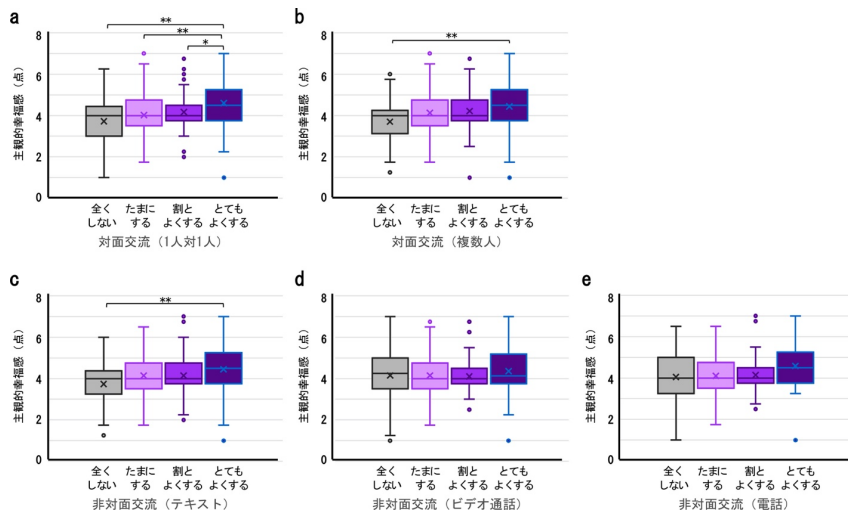 a
**
**
*
8
6
4
2
0
主観的幸福感（点）
全く
しない
たまに
する
割と
よくする
とても
よくする
対面交流（1人対1人）
b
**
8
6
4
2
0
主観的幸福感（点）
全く
しない
たまに
する
割と
よくする
とても
よくする
対面交流（複数人）
c
**
8
6
4
2
0
主観的幸福感（点）
全く
しない
たまに
する
割と
よくする
とても
よくする
非対面交流（テキスト）
d
8
6
4
2
0
主観的幸福感（点）
全く
しない
たまに
する
割と
よくする
とても
よくする
非対面交流（ビデオ通話）
e
8
6
4
2
0
主観的幸福感（点）
全く
しない
たまに
する
割と
よくする
とても
よくする
非対面交流（電話）